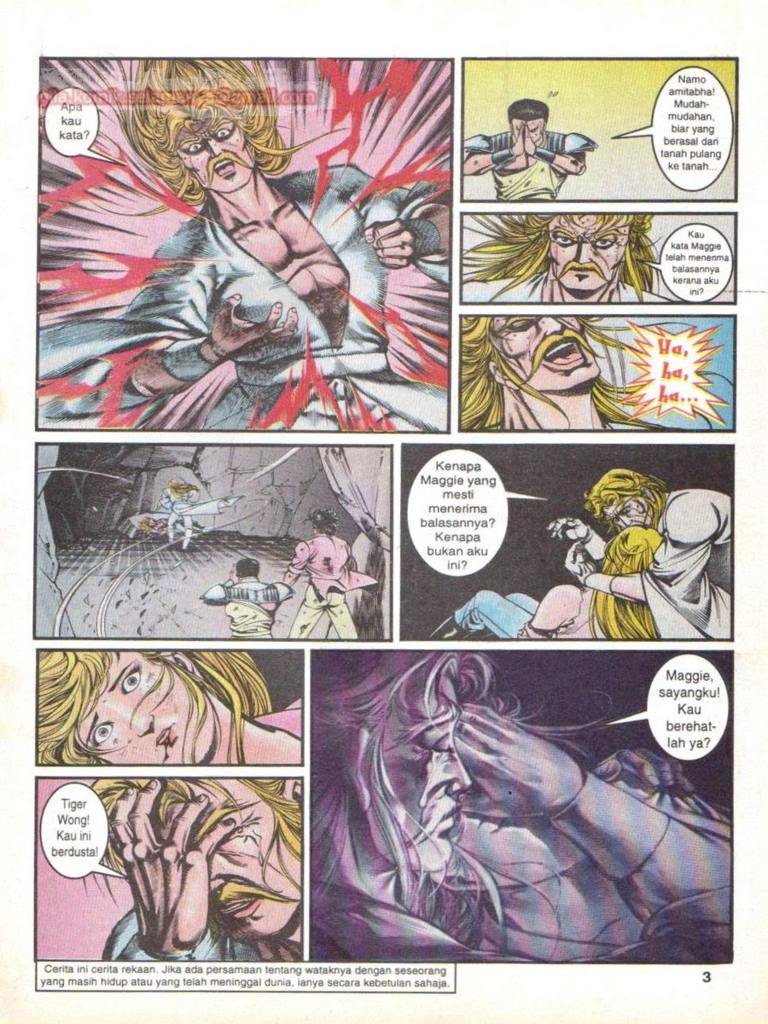 Apa
kau
kata?
Namo
amitabha!
Mudah-
mudahan,
biar yang
berasal dari
tanah pulang
ke tanah...
Kau
kata Maggie
telah menerima
balasannya
kerana aku
ini?
Ha,
ha,
ha...
Kenapa
Maggie yang
mesti
menerima
balasannya?
Kenapa
bukan aku
ini?
Maggie,
sayangku!
Kau
berehat-
lah ya?
Tiger
Wong!
Kau ini
berdusta!
Cerita ini cerita rekaan. Jika ada persamaan tentang wataknya dengan seseorang
yang masih hidup atau yang telah meninggal dunia, ianya secara kebetulan sahaja.
3